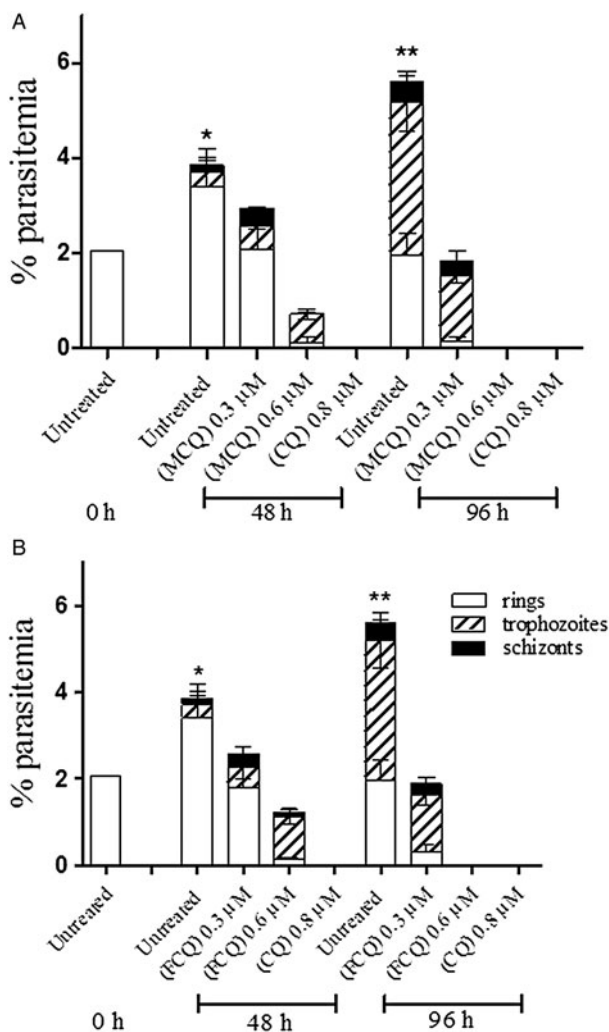 A
% parasitemia
6
4
2
0
* **
Untreated
Untreated
(MCQ) 0.3 µM
(MCQ) 0.6 µM
(CQ) 0.8 µM
Untreated
(MCQ) 0.3 µM
(MCQ) 0.6 µM
(CQ) 0.8 µM
0 h 48 h 96 h
B
% parasitemia
6
4
2
0
* **
rings
trophozoites
schizonts
Untreated
Untreated
(FCQ) 0.3 µM
(FCQ) 0.6 µM
(CQ) 0.8 µM
Untreated
(FCQ) 0.3 µM
(FCQ) 0.6 µM
(CQ) 0.8 µM
0 h 48 h 96 h